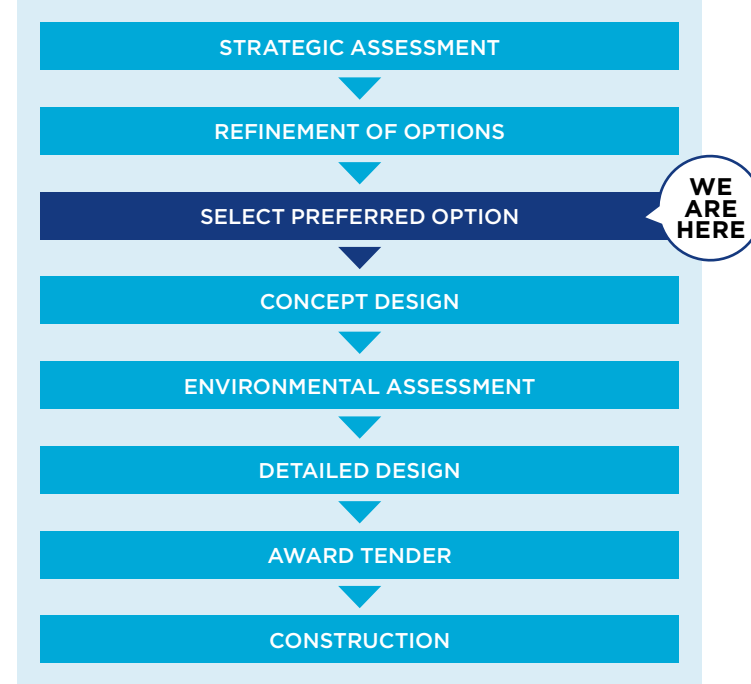 STRATEGIC ASSESSMENT
REFINEMENT OF OPTIONS
SELECT PREFERRED OPTION
WE
ARE
HERE
CONCEPT DESIGN
ENVIRONMENTAL ASSESSMENT
DETAILED DESIGN
AWARD TENDER
CONSTRUCTION